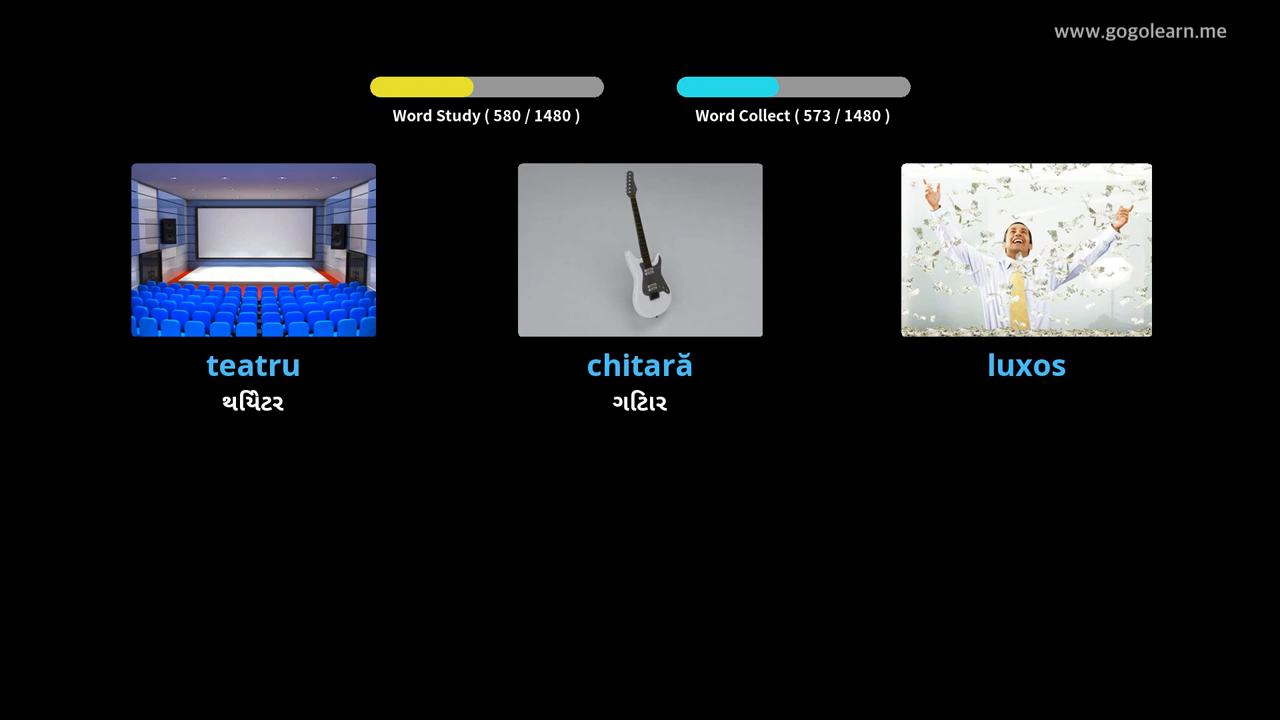 www.gogolearn.me
Word Study ( 580 / 1480 )
Word Collect ( 573 / 1480 )
teatru
chitară
luxos
થિયેટર
ગિટાર